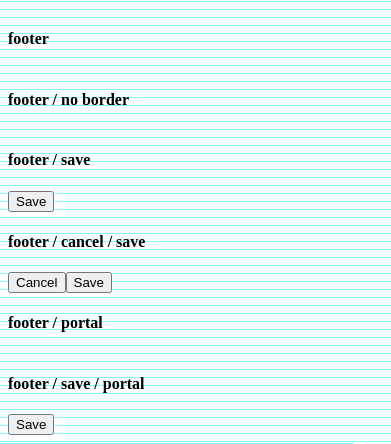 footer
footer / no border
footer / save
Save
footer / cancel / save
Cancel Save
footer / portal
footer / save / portal
Save